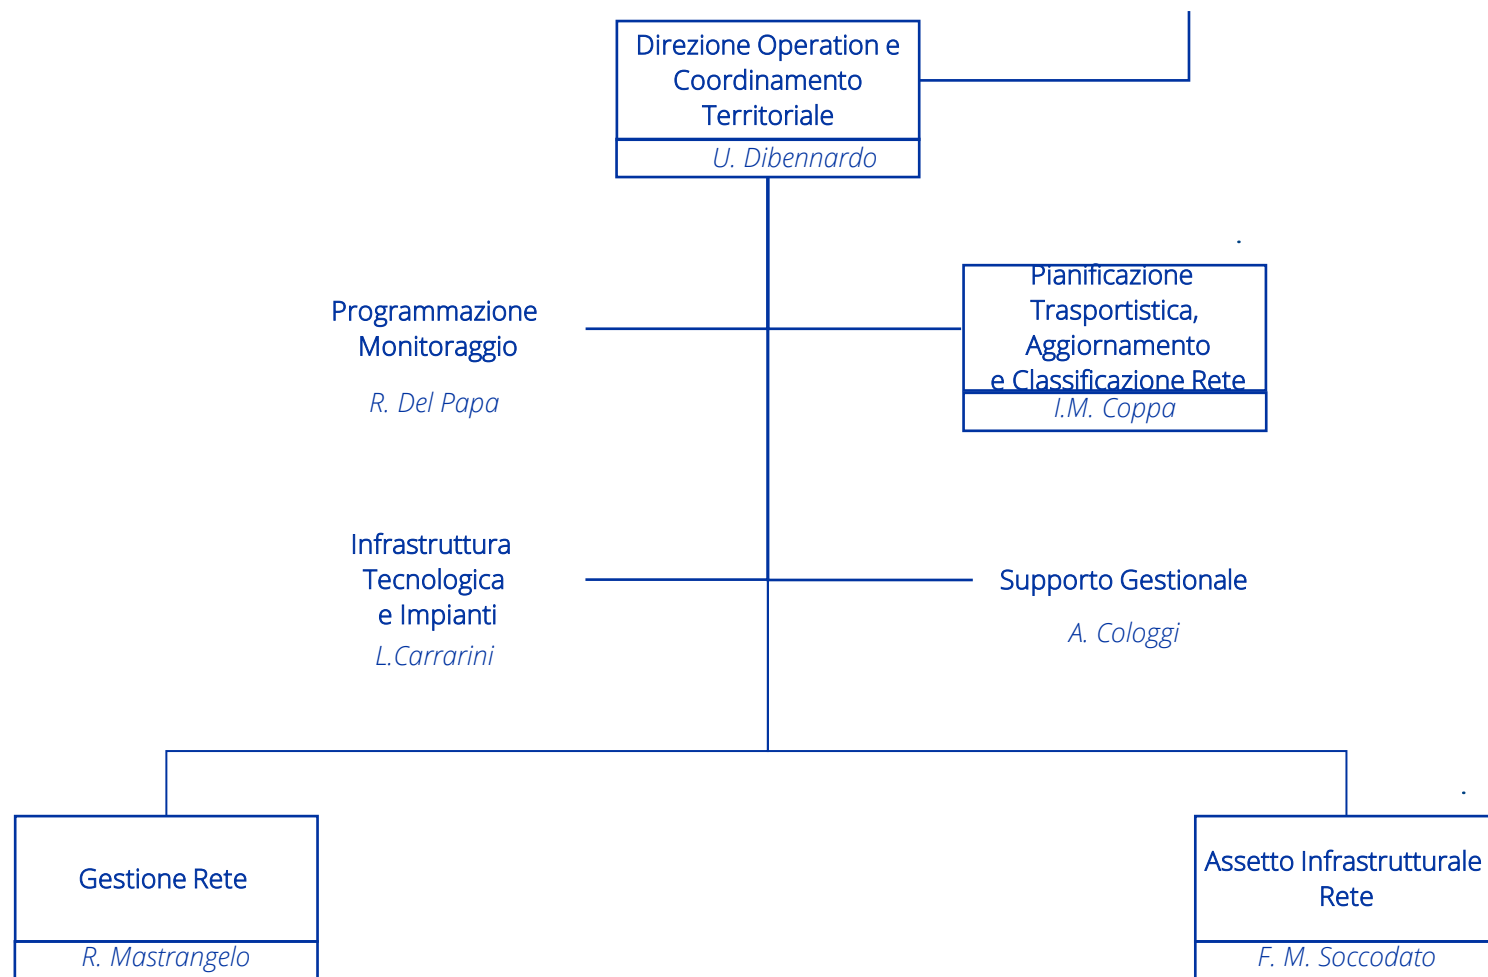 Direzione Operation e
Coordinamento
Territoriale
U. Dibennardo
Programmazione
Monitoraggio
R. Del Papa
Pianificazione
Trasportistica,
Aggiornamento
e Classificazione Rete
I.M. Coppa
Infrastruttura
Tecnologica
e Impianti
L.Carrarini
Supporto Gestionale
A. Cologgi
Gestione Rete
R. Mastrangelo
Assetto Infrastrutturale
Rete
F. M. Soccodato